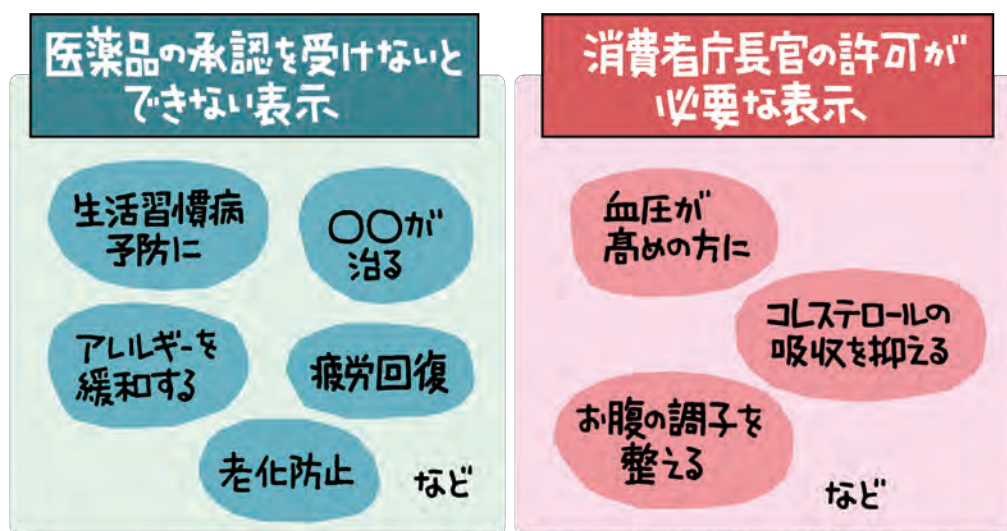 医薬品の承認を受けないと
できない表示
生活習慣病
予防に
〇〇が
治る
アレルギーを
緩和する
疲労回復
老化防止
など
消費者庁長官の許可が
必要な表示
血圧が
高めの方に
コレステロールの
吸収を抑える
お腹の調子を
整える
など